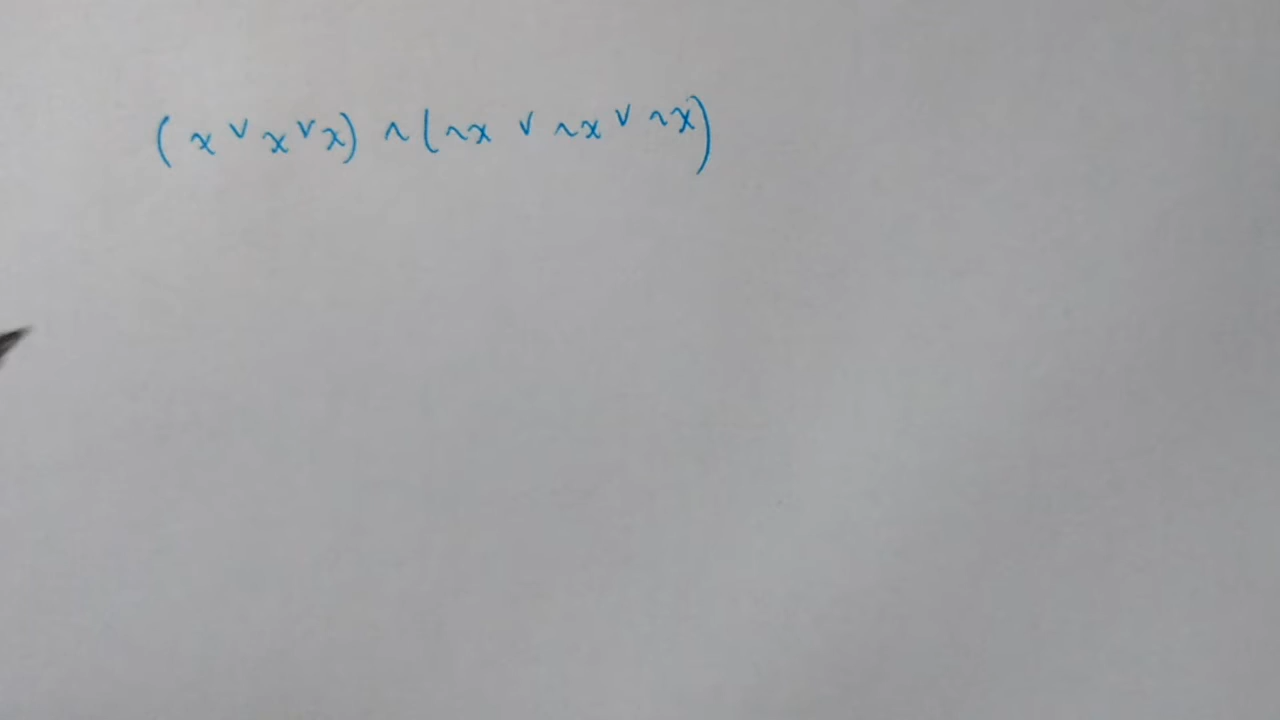 (x ∨ x ∨ x) ∧ (~x ∨ ~x ∨ ~x)